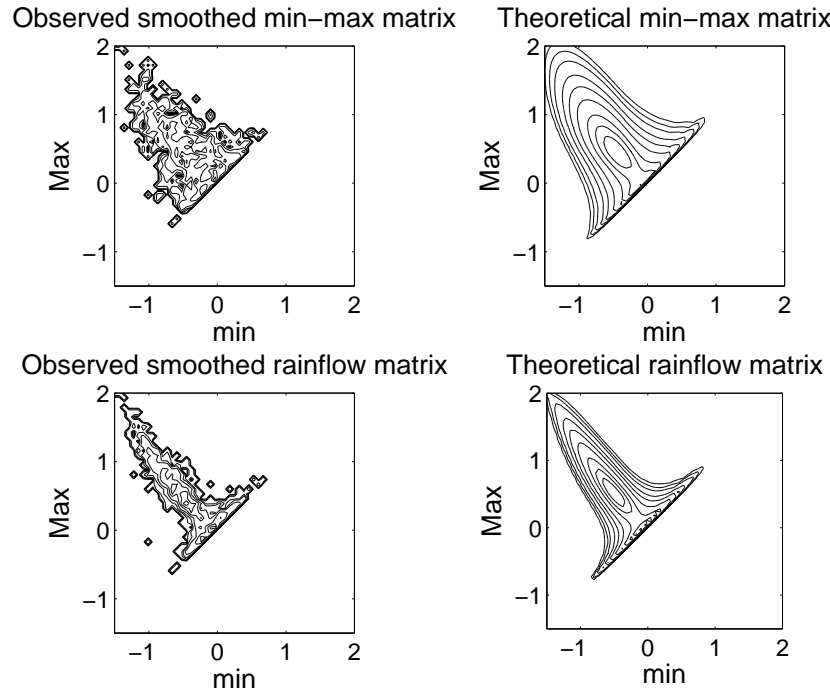 Observed smoothed min−max matrix
2
1
0
−1
Max
−1 0 1 2
min
Theoretical min−max matrix
2
1
0
−1
Max
−1 0 1 2
min
Observed smoothed rainflow matrix
2
1
0
−1
Max
−1 0 1 2
min
Theoretical rainflow matrix
2
1
0
−1
Max
−1 0 1 2
min